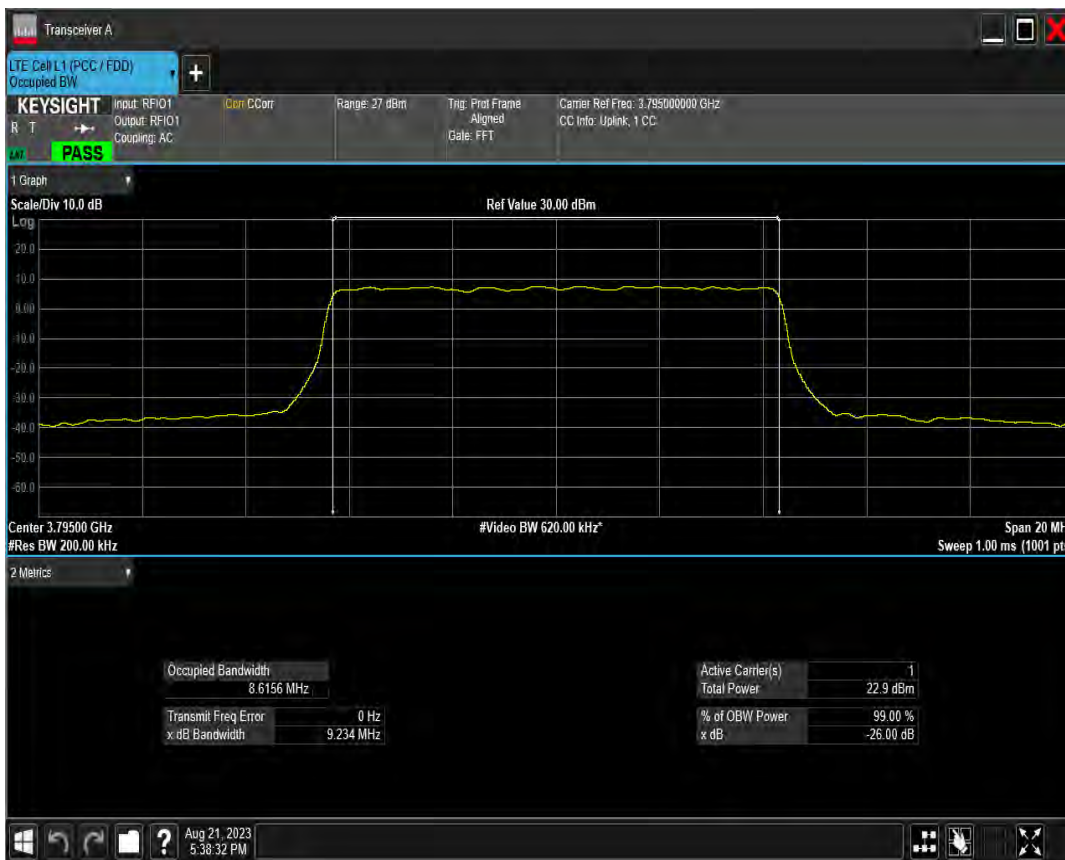 Transceiver A
LTE Cell L1 (PCC / FDD)
Occupied BW
+
KEYSIGHT
R T
LXI
PASS
Input: RFIO1
Output: RFIO1
Coupling: AC
Corr CCorr
Range: 27 dBm
Trig: Prot Frame
Aligned
Gate: FFT
Carrier Ref Freq: 3.795000000 GHz
CC Info: Uplink, 1 CC
1 Graph
Scale/Div 10.0 dB
Ref Value 30.00 dBm
Log
20.0
10.0
0.00
-10.0
-20.0
-30.0
-40.0
-50.0
-60.0
Center 3.79500 GHz
#Video BW 620.00 kHz*
Span 20 MH
#Res BW 200.00 kHz
Sweep 1.00 ms (1001 pt
2 Metrics
Occupied Bandwidth
8.6156 MHz
Transmit Freq Error 0 Hz
x dB Bandwidth 9.234 MHz
Active Carrier(s) 1
Total Power 22.9 dBm
% of OBW Power 99.00 %
x dB -26.00 dB
?
Aug 21, 2023
5:38:32 PM